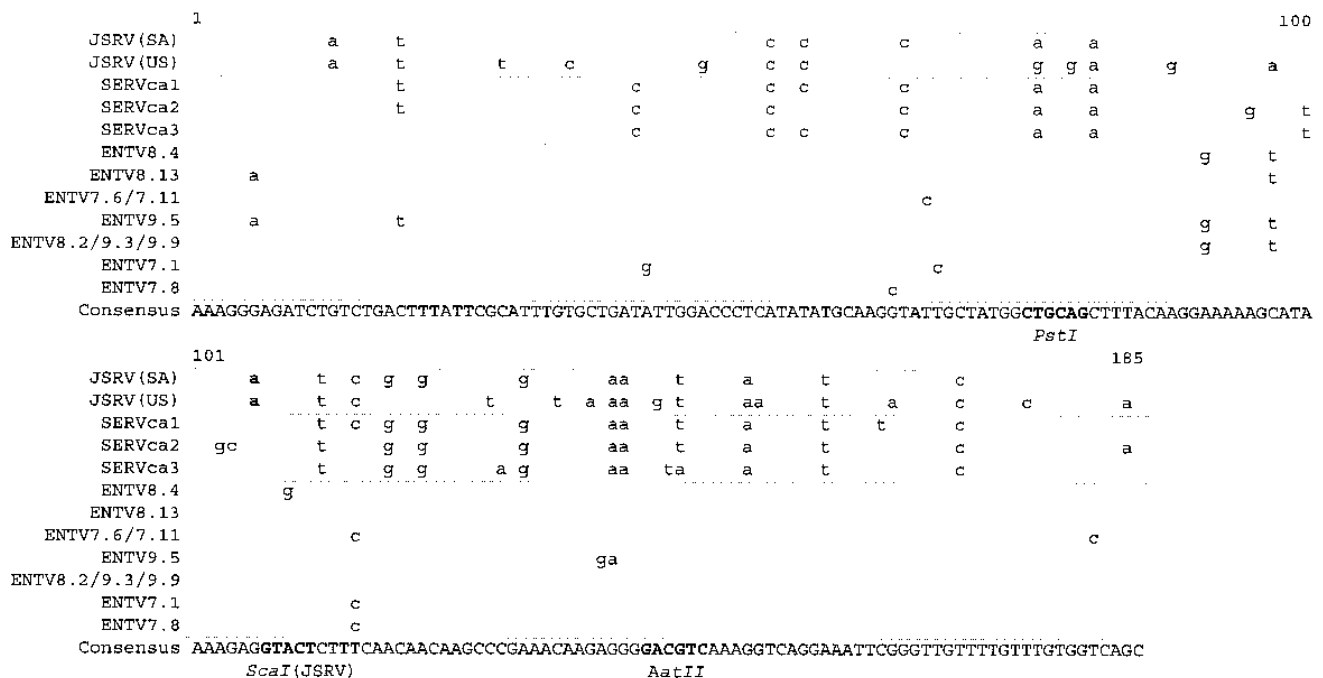 1 100
JSRV(SA) a t c c c a a
JSRV(US) a t t c g c c g g a g a
SERVca1 t c c c c a a
SERVca2 t c c c c a a g t
SERVca3 c c c c a a t
ENTV8.4 g t
ENTV8.13 a t
ENTV7.6/7.11 c
ENTV9.5 a t g t
ENTV8.2/9.3/9.9 g t
ENTV7.1 g c
ENTV7.8 c
Consensus AAAGGGAGATCTGTCTGACTTTATTCGCATTTGTGCTGATATTGGACCCTCATATATGCAAGGTATTGCTATGGCTGCAGCTTTACAAGGAAAAAGCATA
PstI
101 185
JSRV(SA) a t c g g g aa t a t c
JSRV(US) a t c t t a aa g t aa t a c c a
SERVca1 t c g g g aa t a t t c
SERVca2 gc t g g g aa t a t c a
SERVca3 t g g a g aa ta a t c
ENTV8.4 g
ENTV8.13
ENTV7.6/7.11 c c
ENTV9.5 ga
ENTV8.2/9.3/9.9
ENTV7.1 c
ENTV7.8 c
Consensus AAAGAGGTACTCTTTCAACAACAAGCCCGAAACAAGAGGGGACGTCAAAGGTCAGGAAATTCGGGTTGTTTTGTTTGTGGTCAGC
ScaI(JSRV) AatII